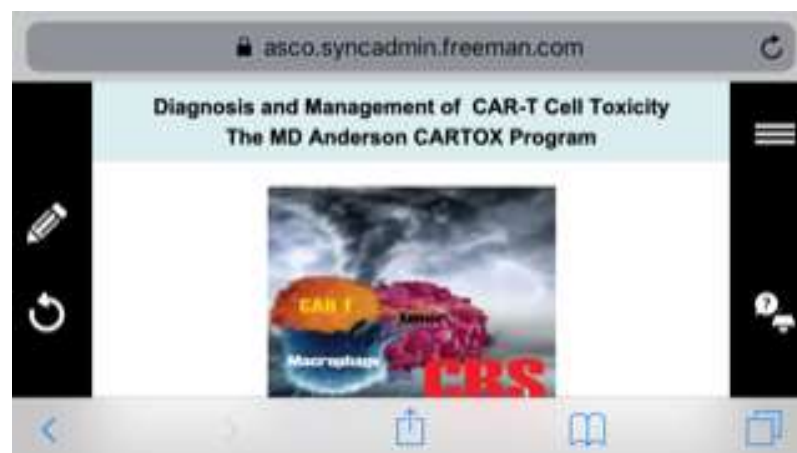 asco.syncadmin.freeman.com
Diagnosis and Management of CAR-T Cell Toxicity
The MD Anderson CARTOX Program
CAR T
Tumor
Macrophage
CRS